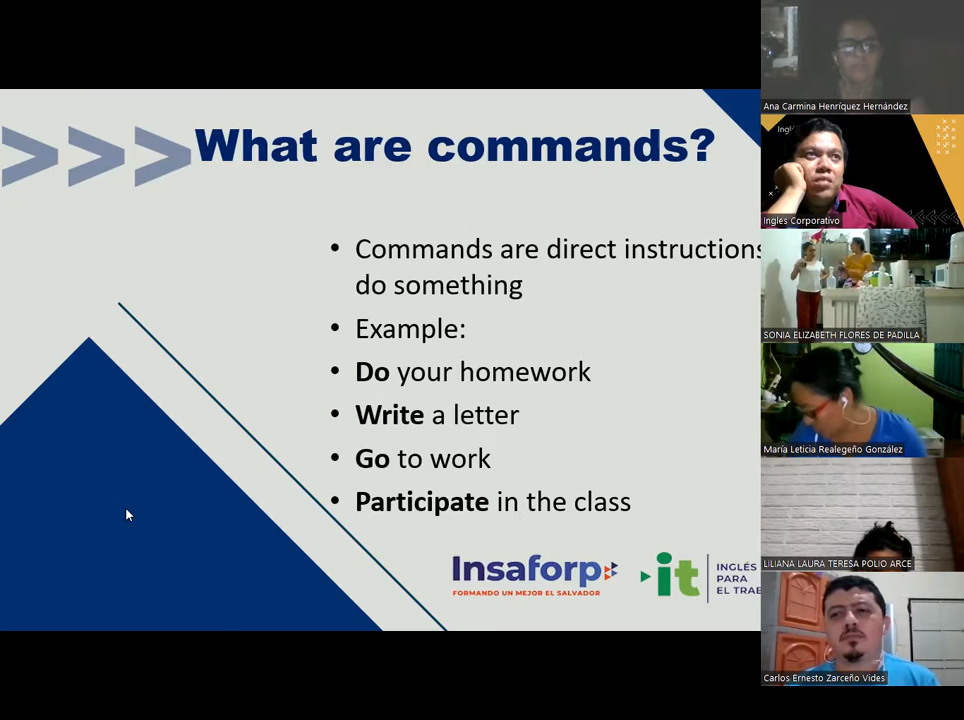 What are commands?
• Commands are direct instructions
do something
• Example:
• Do your homework
• Write a letter
• Go to work
• Participate in the class
Insaforp
FORMANDO UN MEJOR EL SALVADOR
it
INGLÉS
PARA
EL TRAB
Ana Carmina Henríquez Hernández
Inglé
Ingles Corporativo
SONIA ELIZABETH FLORES DE PADILLA
María Leticia Realegeño González
LILIANA LAURA TERESA POLIO ARCE
Carlos Ernesto Zarceño Vides